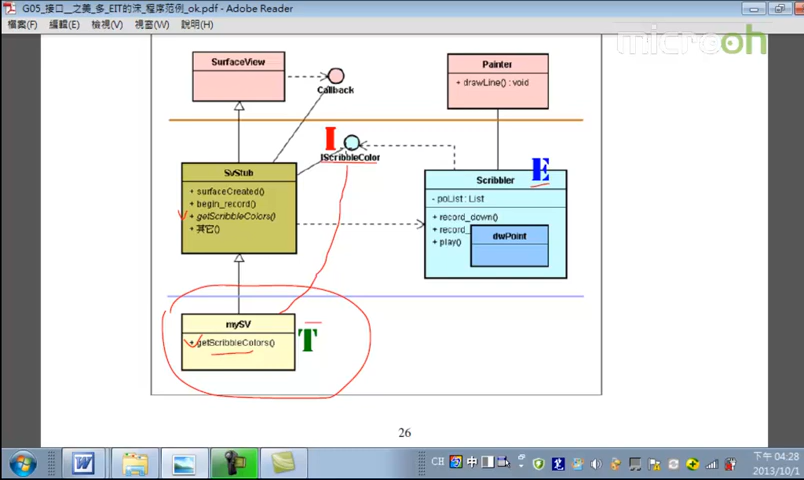 G05_接口__之美_多_EIT的床_程序范例_ok.pdf - Adobe Reader
檔案(F) 編輯(E) 檢視(V) 視窗(W) 說明(H)
microoh
SurfaceView
Callback
Painter
+ drawLine() : void
I
IScribbleColor
SvStub
+ surfaceCreated()
+ begin_record()
+ getScribbleColors()
+ 其它()
E
Scribbler
- poList : List
+ record_down()
+ record_
+ play()
dwPoint
mySV
+ getScribbleColors()
T
26
CH
中
下午 04:28
2013/10/1